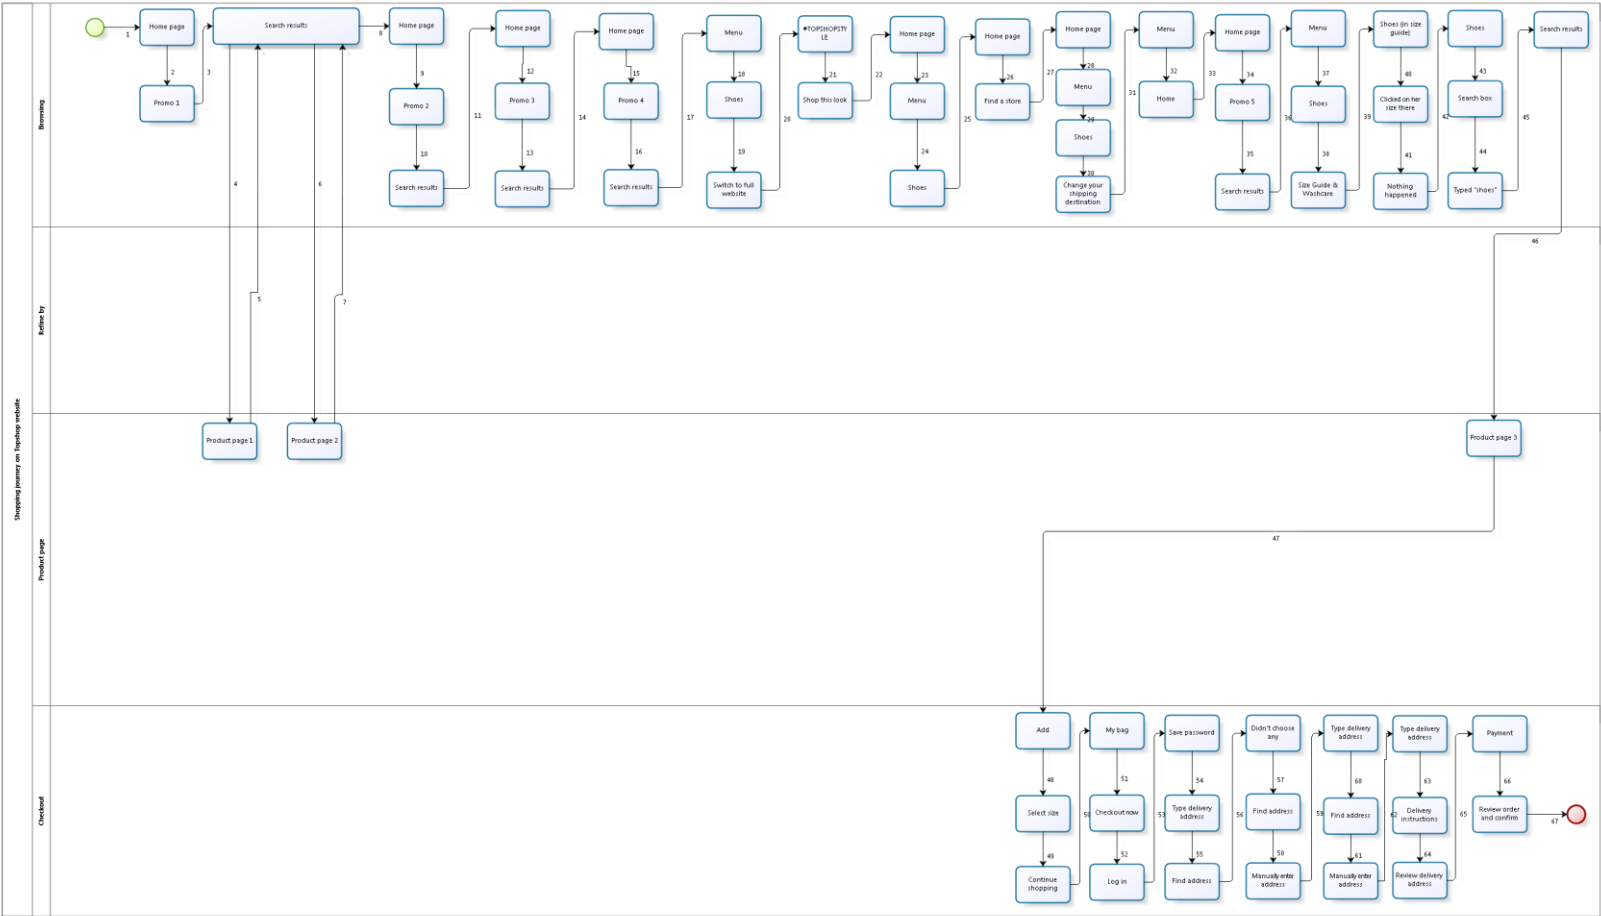 Shopping journey on Topshop website
Browsing
1
Home page
2
Promo 1
3
Search results
4
5
6
7
8
Home page
9
Promo 2
10
Search results
11
Home page
12
Promo 3
13
Search results
14
Home page
15
Promo 4
16
Search results
17
Menu
18
Shoes
19
Switch to full
website
20
#TOPSHOPSTY
LE
21
Shop this look
22
Home page
23
Menu
24
Shoes
25
Home page
26
Find a store
27
Home page
28
Menu
29
Shoes
30
Change your
shipping
destination
31
Menu
32
Home
33
Home page
34
Promo 5
35
Search results
36
Menu
37
Shoes
38
Size Guide &
Washcare
39
Shoes (in size
guide)
40
Clicked on her
size there
41
Nothing
happened
42
Shoes
43
Search box
44
Typed "shoes"
45
Search results
46
Refine by
Product page
Product page 1
Product page 2
Product page 3
47
Checkout
Add
48
Select size
49
Continue
shopping
50
My bag
51
Checkout now
52
Log in
53
Save password
54
Type delivery
address
55
Find address
56
Didn't choose
any
57
Find address
58
Manually enter
address
59
Type delivery
address
60
Find address
61
Manually enter
address
62
Type delivery
address
63
Delivery
instructions
64
Review delivery
address
65
Payment
66
Review order
and confirm
67